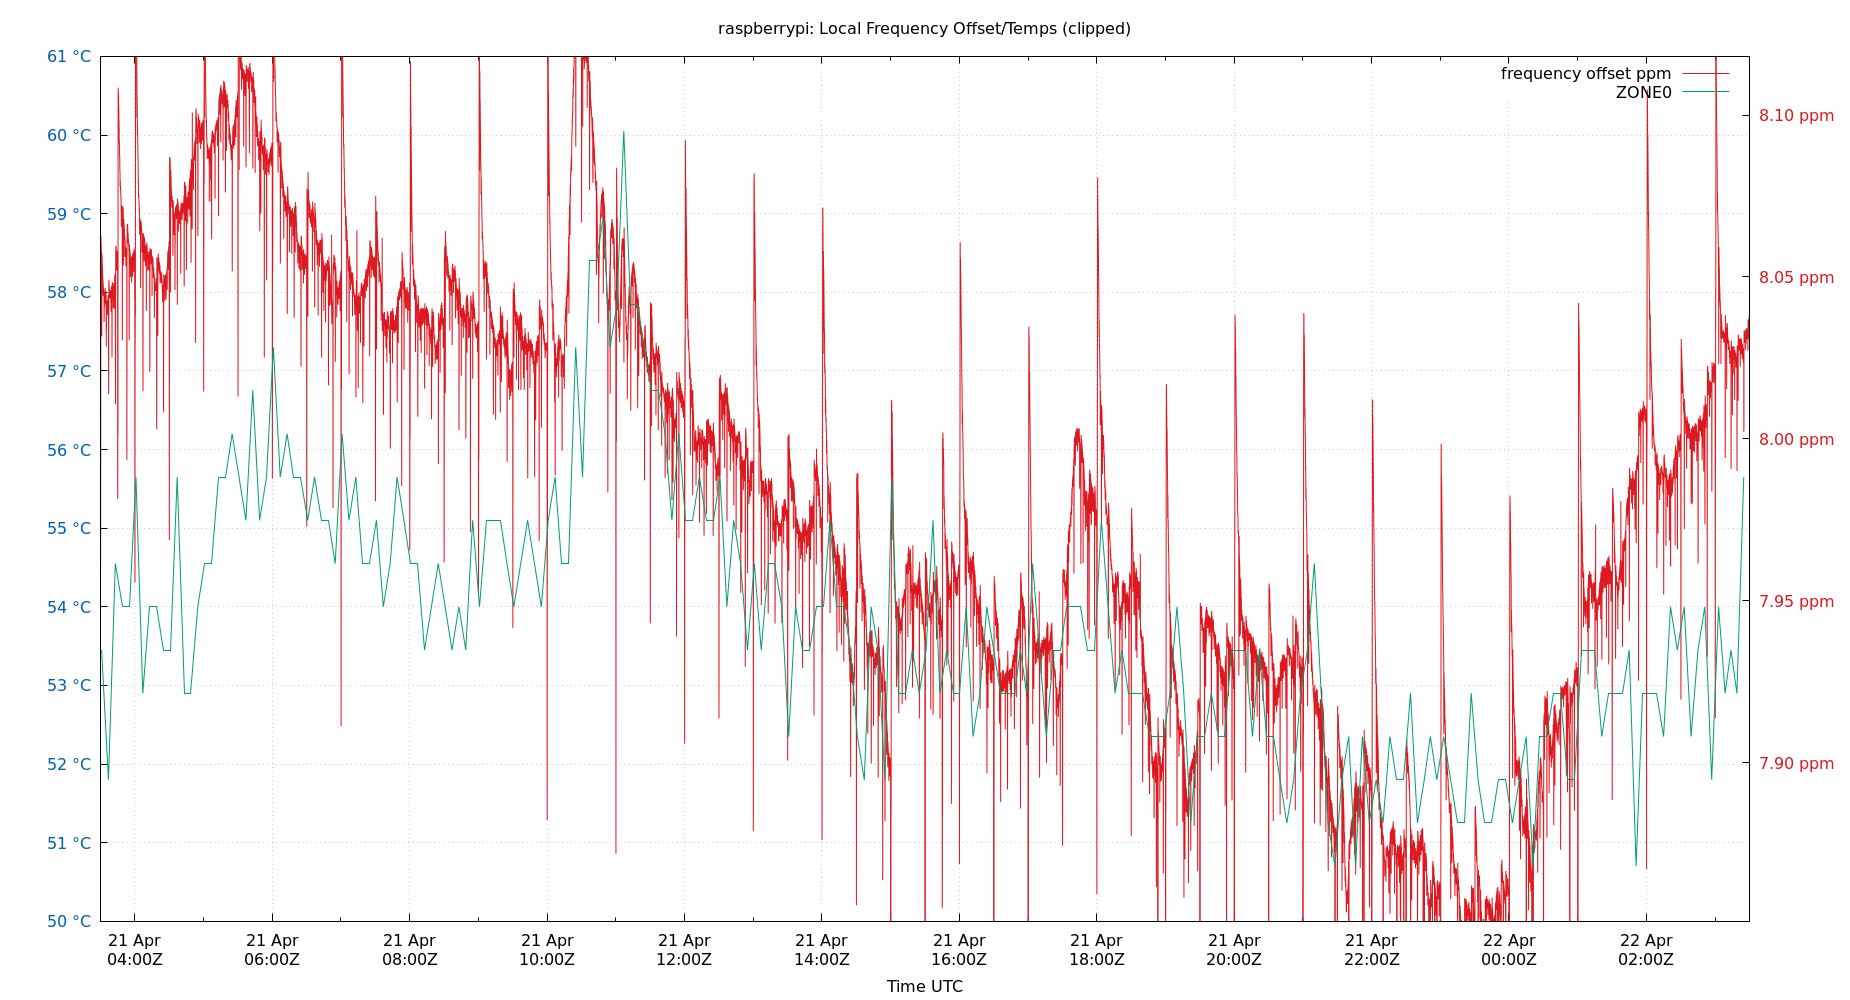 raspberrypi: Local Frequency Offset/Temps (clipped)
frequency offset ppm
ZONE0
61 °C
60 °C
59 °C
58 °C
57 °C
56 °C
55 °C
54 °C
53 °C
52 °C
51 °C
50 °C
8.10 ppm
8.05 ppm
8.00 ppm
7.95 ppm
7.90 ppm
21 Apr
04:00Z
21 Apr
06:00Z
21 Apr
08:00Z
21 Apr
10:00Z
21 Apr
12:00Z
21 Apr
14:00Z
21 Apr
16:00Z
21 Apr
18:00Z
21 Apr
20:00Z
21 Apr
22:00Z
22 Apr
00:00Z
22 Apr
02:00Z
Time UTC